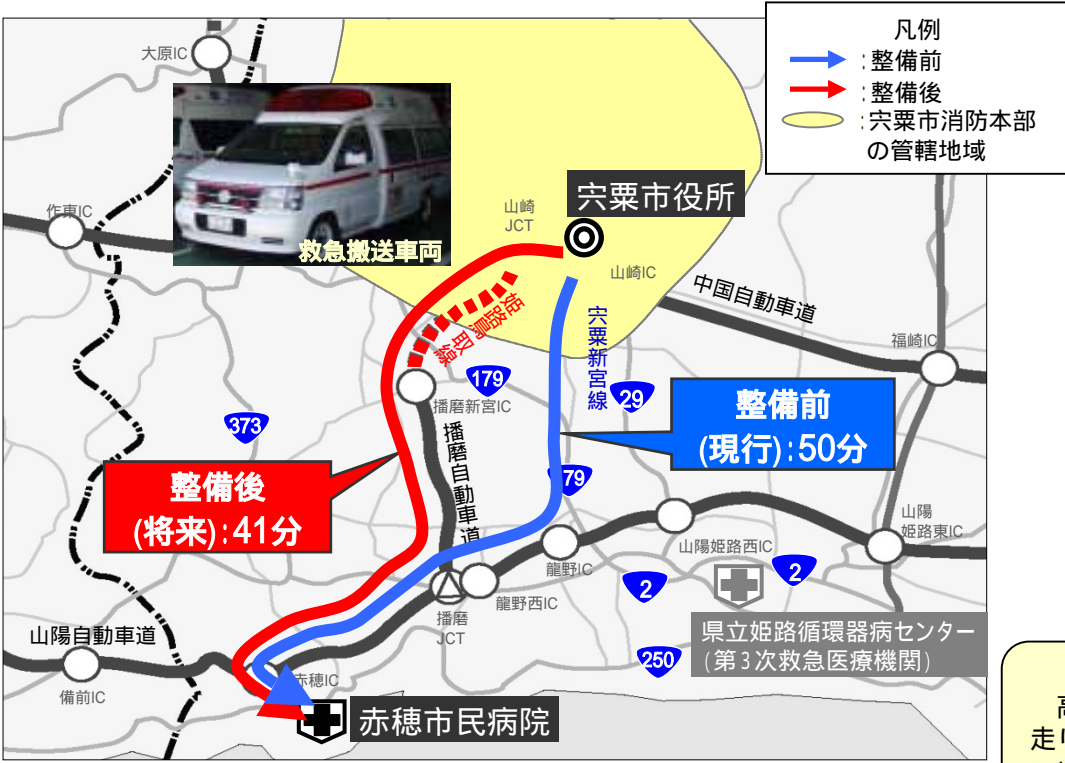 凡例
:整備前
:整備後
:宍粟市消防本部
の管轄地域
大原IC
作東IC
救急搬送車両
山崎
JCT
宍粟市役所
山崎IC
中国自動車道
福崎IC
姫路鳥取線
宍粟新宮線
179
29
播磨新宮IC
373
播磨自動車道
整備前
(現行):50分
整備後
(将来):41分
79
山陽
姫路東IC
山陽姫路西IC
龍野IC
龍野西IC
2
2
播磨
JCT
県立姫路循環器病センター
(第3次救急医療機関)
250
山陽自動車道
備前IC
赤穂IC
赤穂市民病院
高
走り